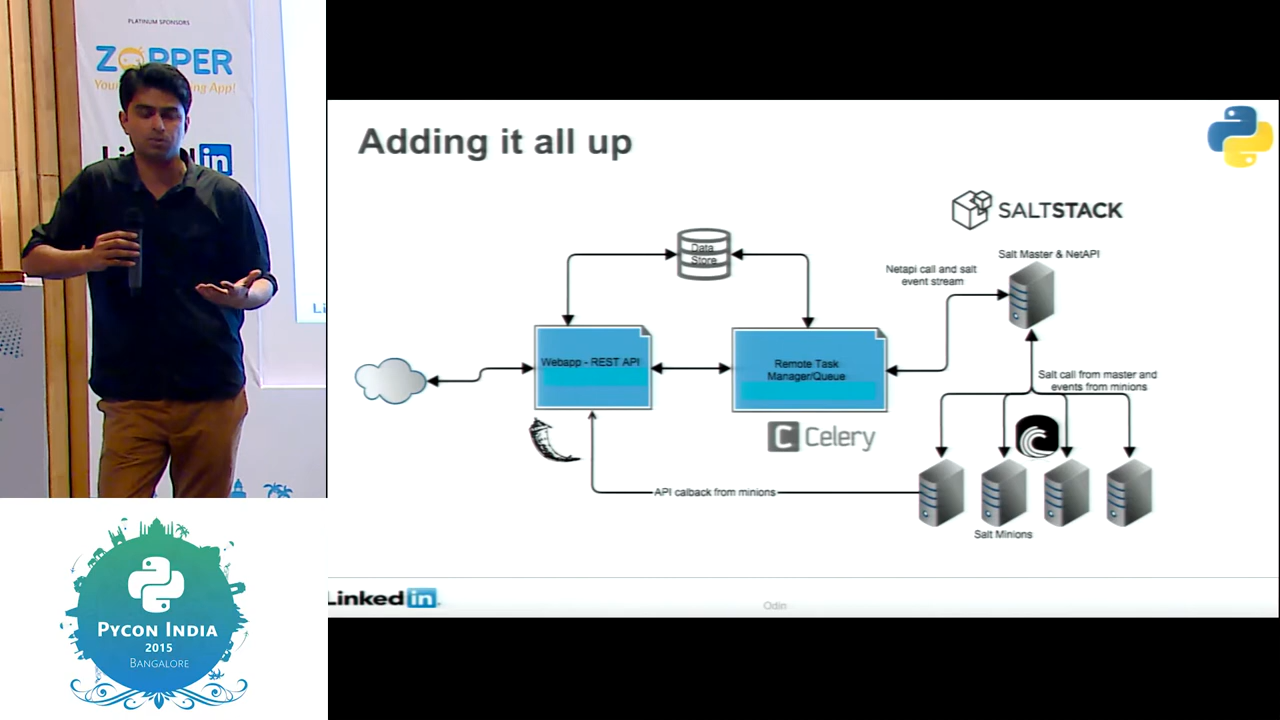 PLATINUM SPONSORS
ZOPPER
Linkedin
Adding it all up
SALTSTACK
Salt Master & NetAPI
Netapi call and salt
event stream
Data
Store
Webapp - REST API
Remote Task
Manager/Queue
Salt call from master and
events from minions
C Celery
API calback from minions
Salt Minions
Linkedin
Odin
PYCON INDIA
2015
BANGALORE